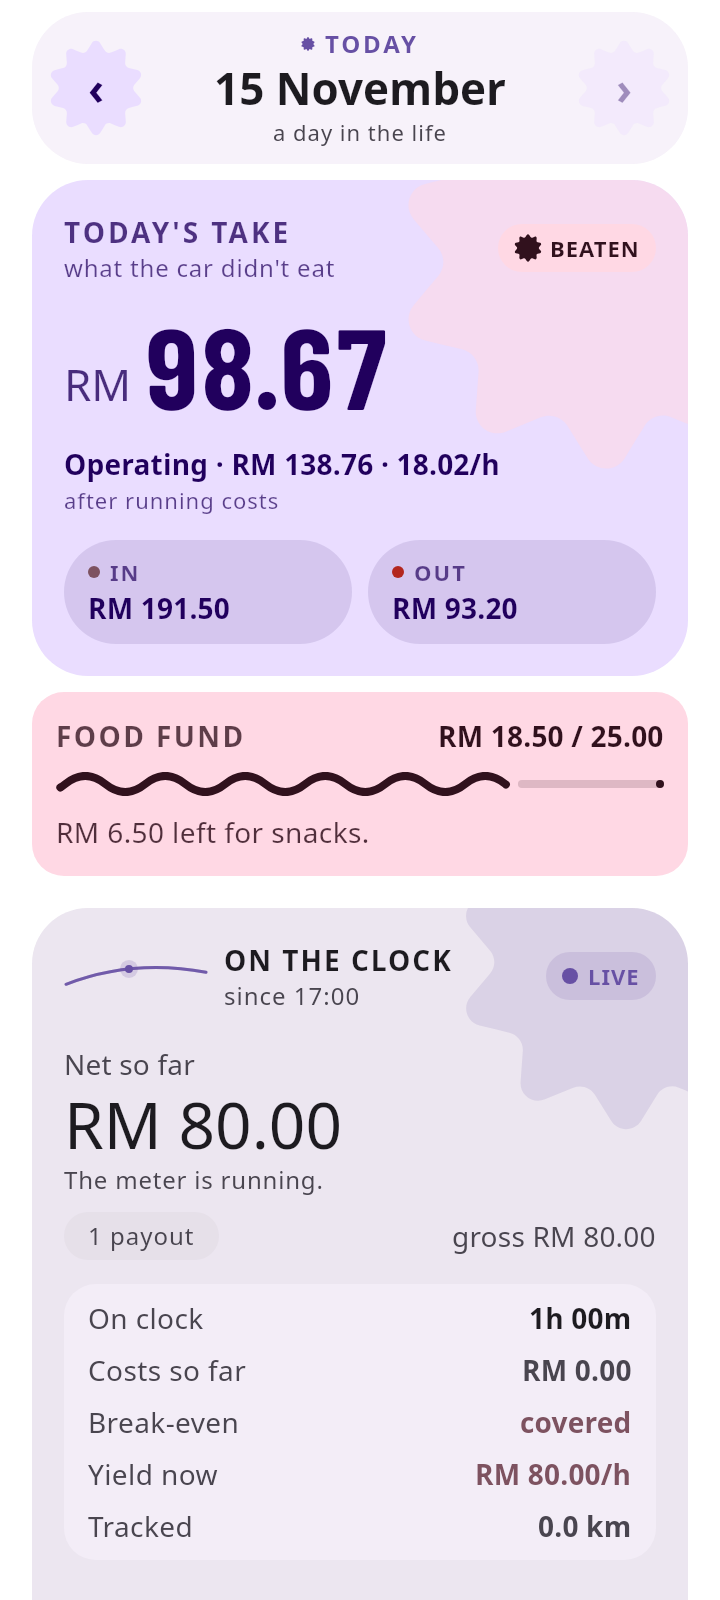 TODAY
‹ 15 November ›
a day in the life
TODAY'S TAKE
what the car didn't eat
BEATEN
RM 98.67
Operating · RM 138.76 · 18.02/h
after running costs
IN
RM 191.50
OUT
RM 93.20
FOOD FUND RM 18.50 / 25.00
RM 6.50 left for snacks.
ON THE CLOCK
since 17:00
LIVE
Net so far
RM 80.00
The meter is running.
1 payout gross RM 80.00
On clock 1h 00m
Costs so far RM 0.00
Break-even covered
Yield now RM 80.00/h
Tracked 0.0 km